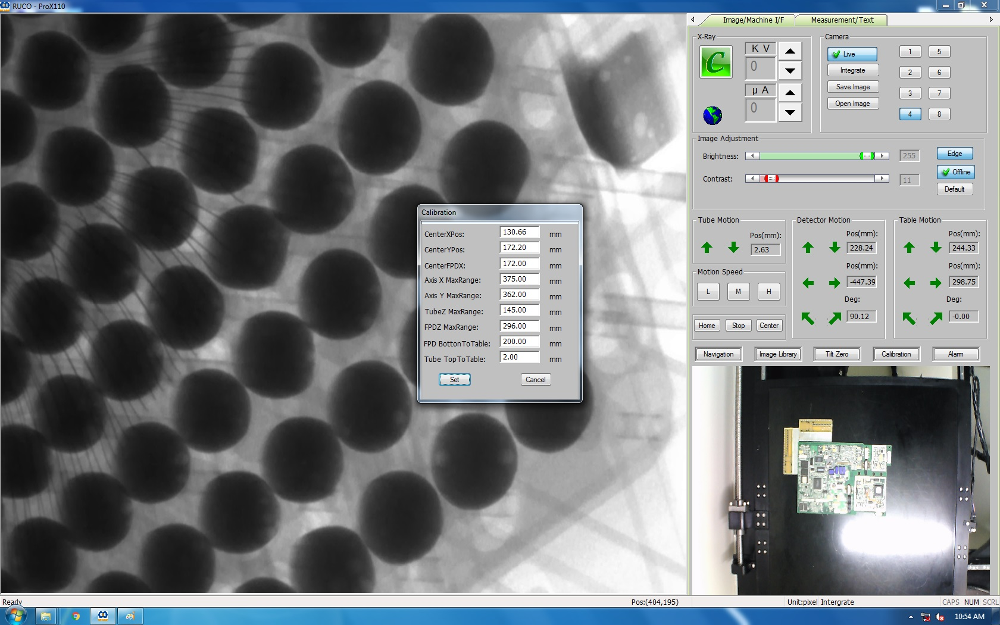 RUCO - ProX110
Image/Machine I/F
Measurement/Text
X-Ray
C
K V
0
µ A
0
Camera
Live
Integrate
Save Image
Open Image
1
5
2
6
3
7
4
8
Image Adjustment
Brightness:
255
Contrast:
11
Edge
Offline
Default
Tube Motion
Pos(mm):
2.63
Motion Speed
L
M
H
Home
Stop
Center
Detector Motion
Pos(mm):
228.24
Pos(mm):
-447.39
Deg:
90.12
Table Motion
Pos(mm):
244.33
Pos(mm):
298.75
Deg:
-0.00
Navigation
Image Library
Tilt Zero
Calibration
Alarm
Calibration
CenterXPos: 130.66 mm
CenterYPos: 172.20 mm
CenterFPDX: 172.00 mm
Axis X MaxRange: 375.00 mm
Axis Y MaxRange: 362.00 mm
TubeZ MaxRange: 145.00 mm
FPDZ MaxRange: 296.00 mm
FPD BottonToTable: 200.00 mm
Tube TopToTable: 2.00 mm
Set
Cancel
Ready
Pos:(404,195)
Unit:pixel Intergrate
CAPS NUM SCRL
10:54 AM